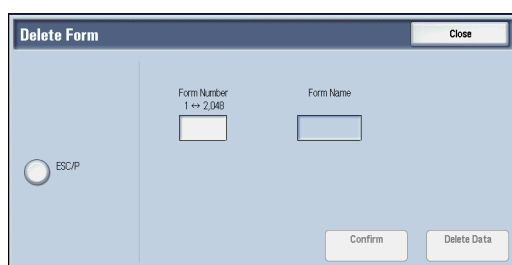 Delete Form
Close
Form Number
1 ↔ 2,048
Form Name
ESC/P
Confirm
Delete Data